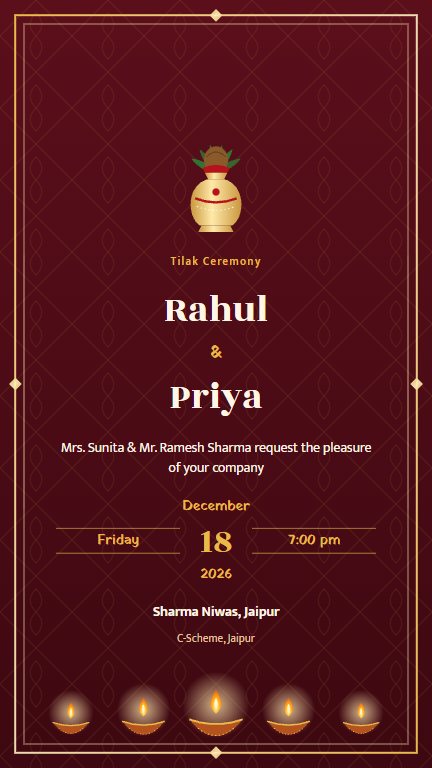 Tilak Ceremony
Rahul
&
Priya
Mrs. Sunita & Mr. Ramesh Sharma request the pleasure
of your company
December
Friday 18 7:00 pm
2026
Sharma Niwas, Jaipur
C-Scheme, Jaipur